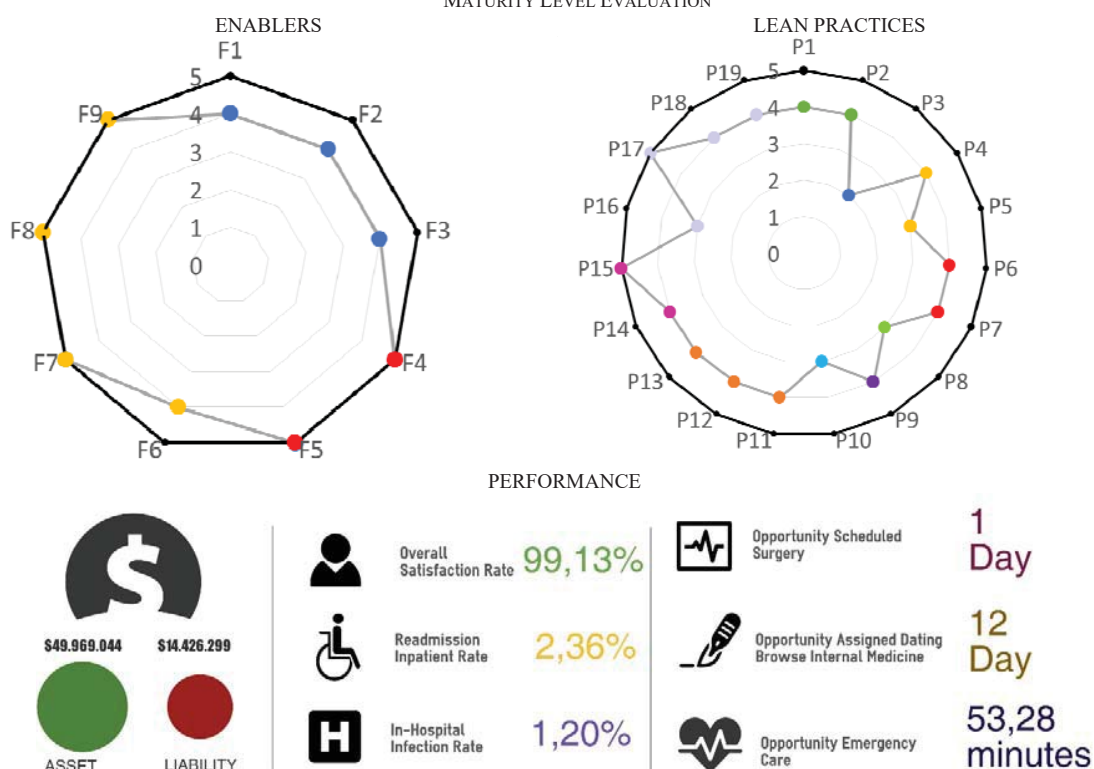 MATURITY LEVEL EVALUATION
ENABLERS
F1
F2
F3
F4
F5
F6
F7
F8
F9
5
4
3
2
1
0
LEAN PRACTICES
P1
P2
P3
P4
P5
P6
P7
P8
P9
P10
P11
P12
P13
P14
P15
P16
P17
P18
P19
5
4
3
2
1
0
PERFORMANCE
$
$49.969.044
$14.426.299
ASSET
LIABILITY
Overall
Satisfaction Rate
99,13%
Readmission
Inpatient Rate
2,36%
H
In-Hospital
Infection Rate
1,20%
Opportunity Scheduled
Surgery
1
Day
Opportunity Assigned Dating
Browse Internal Medicine
12
Day
Opportunity Emergency
Care
53,28
minutes